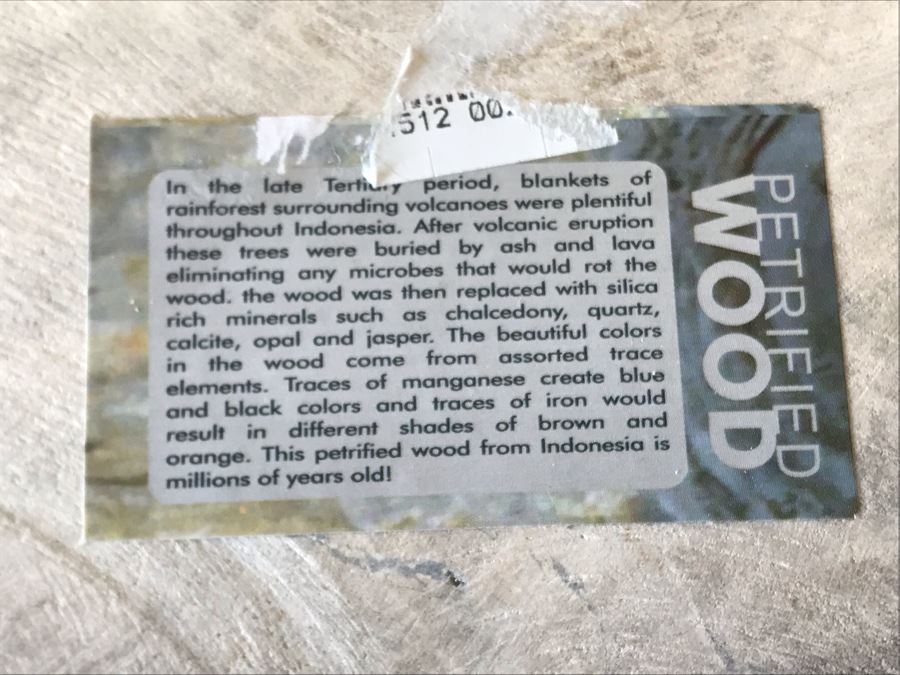 .512 00.
In the late Tertiary period, blankets of
rainforest surrounding volcanoes were plentiful
throughout Indonesia. After volcanic eruption
these trees were buried by ash and lava
eliminating any microbes that would rot the
wood. the wood was then replaced with silica
rich minerals such as chalcedony, quartz,
calcite, opal and jasper. The beautiful colors
in the wood come from assorted trace
elements. Traces of manganese create blue
and black colors and traces of iron would
result in different shades of brown and
orange. This petrified wood from Indonesia is
millions of years old!
PETRIFIED
WOOD